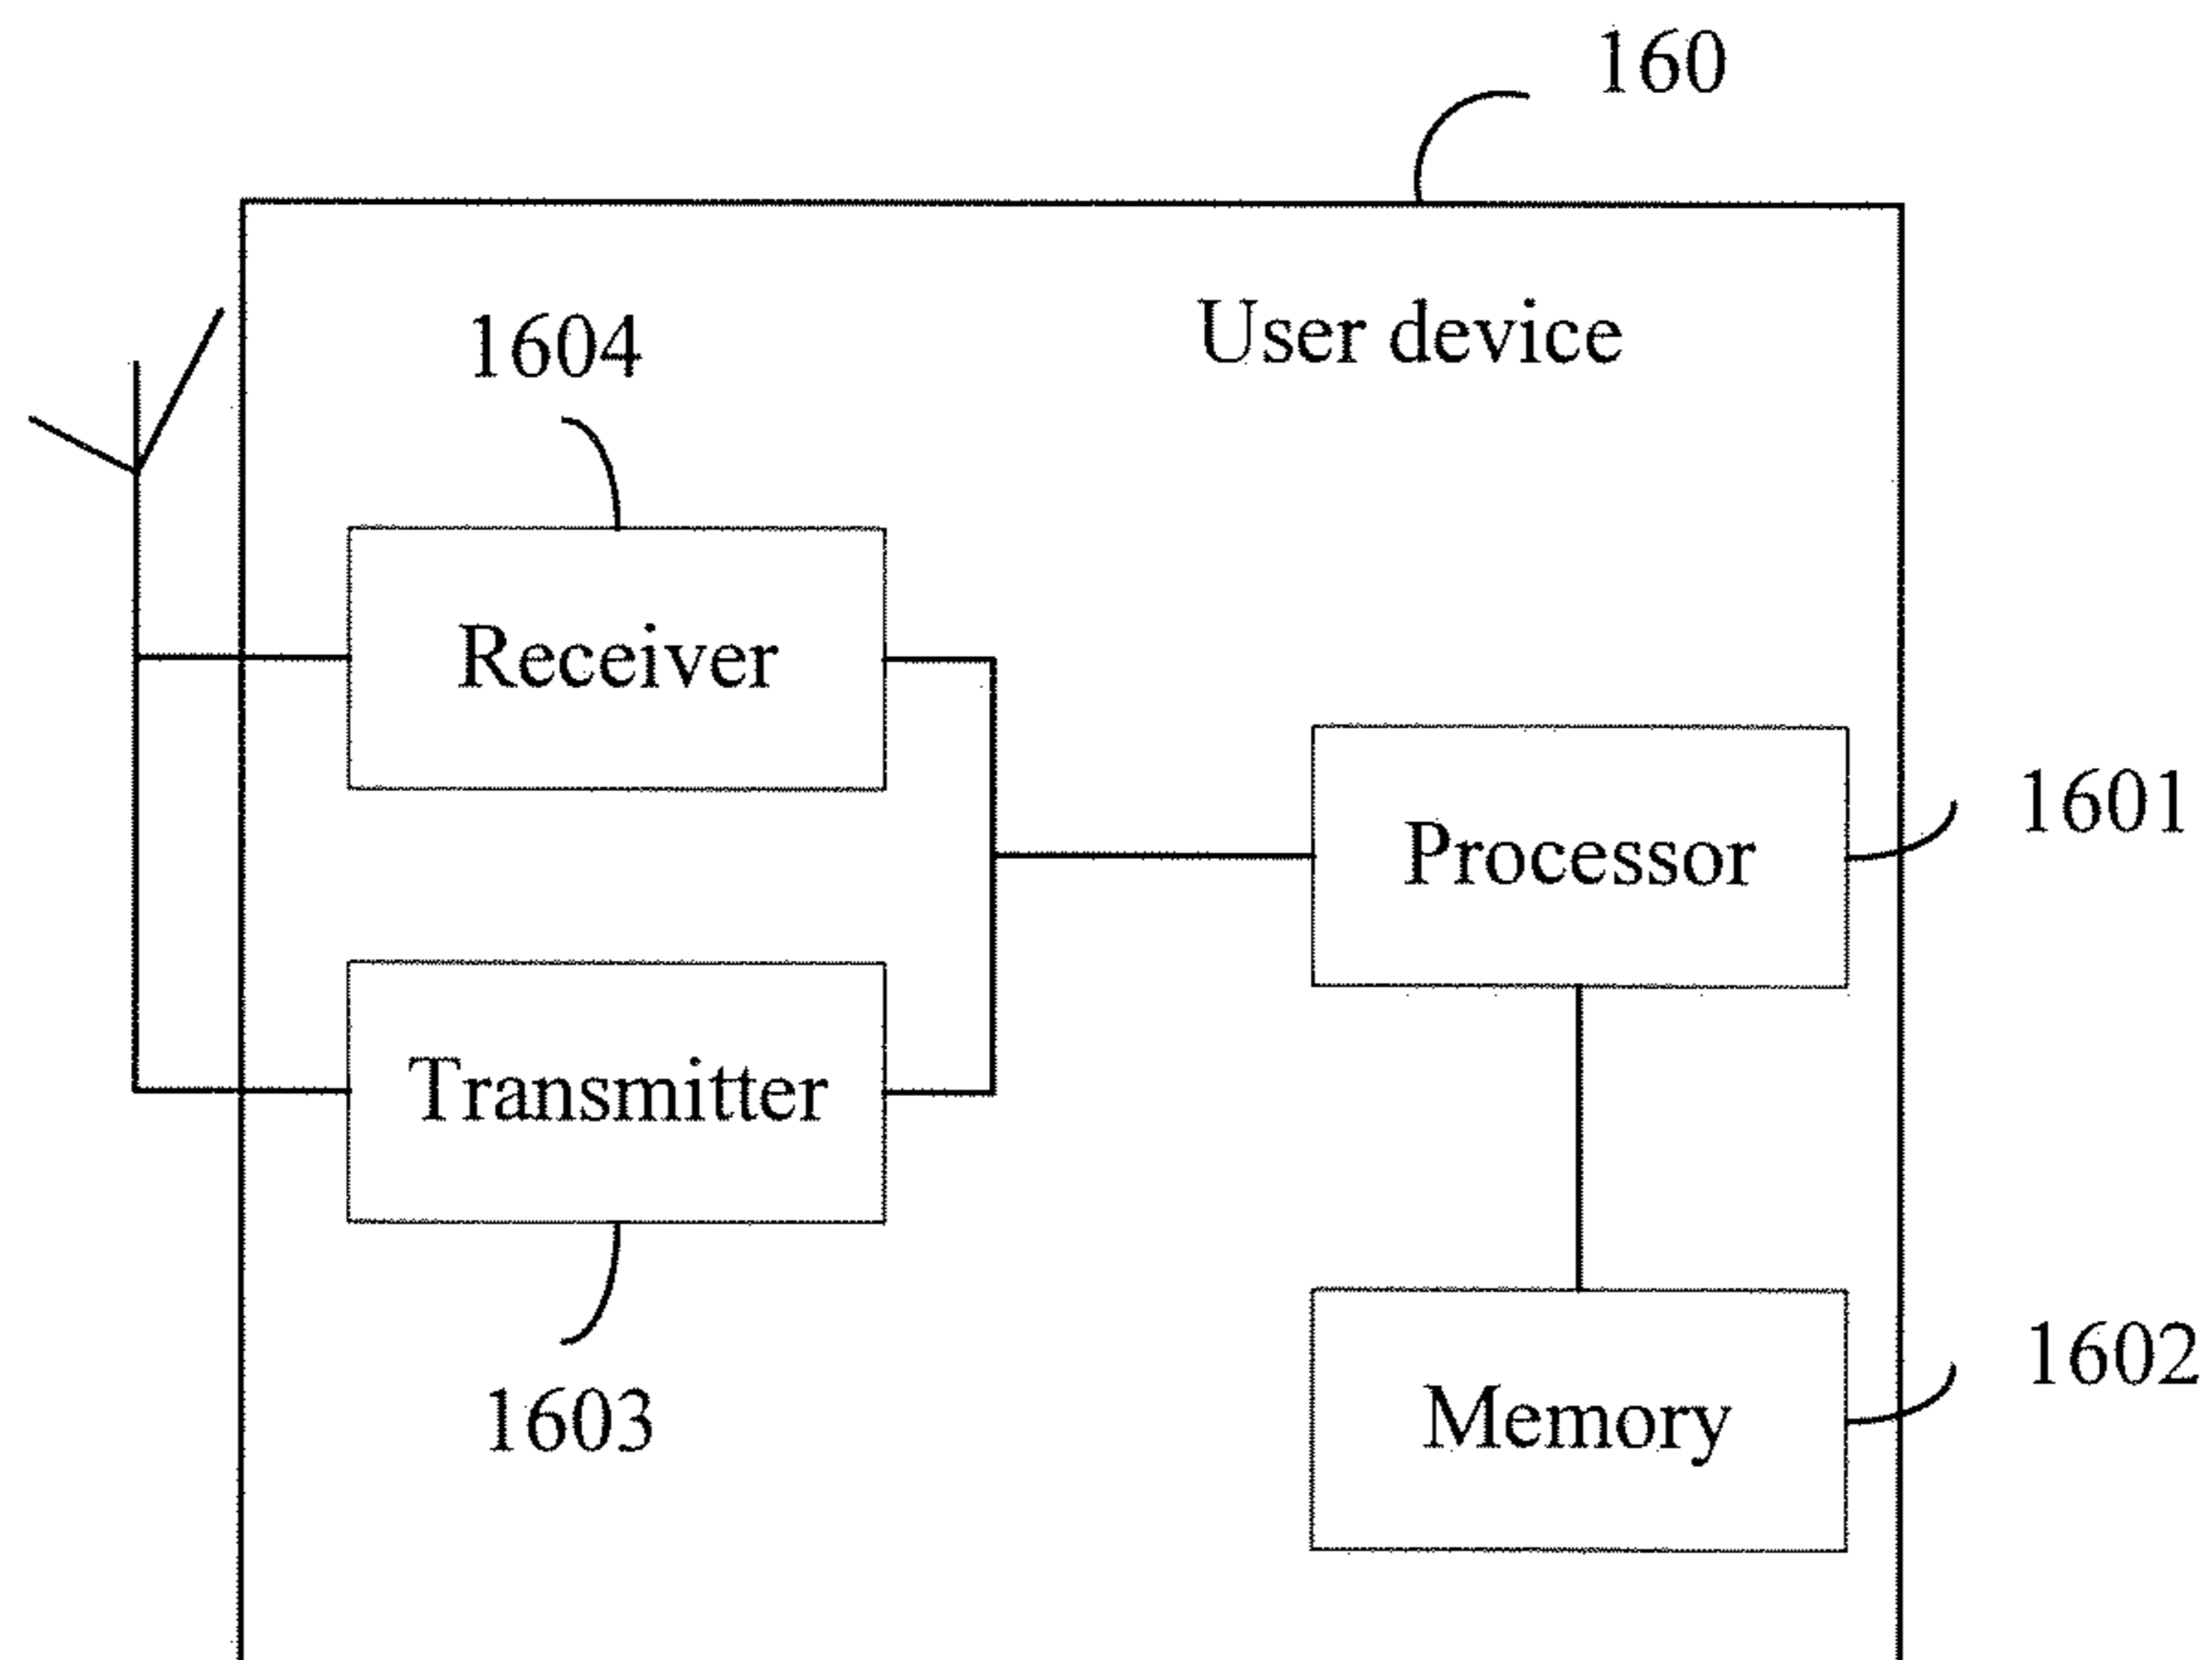 160
User device
1604
Receiver
Processor
1601
Transmitter
1603
Memory
1602